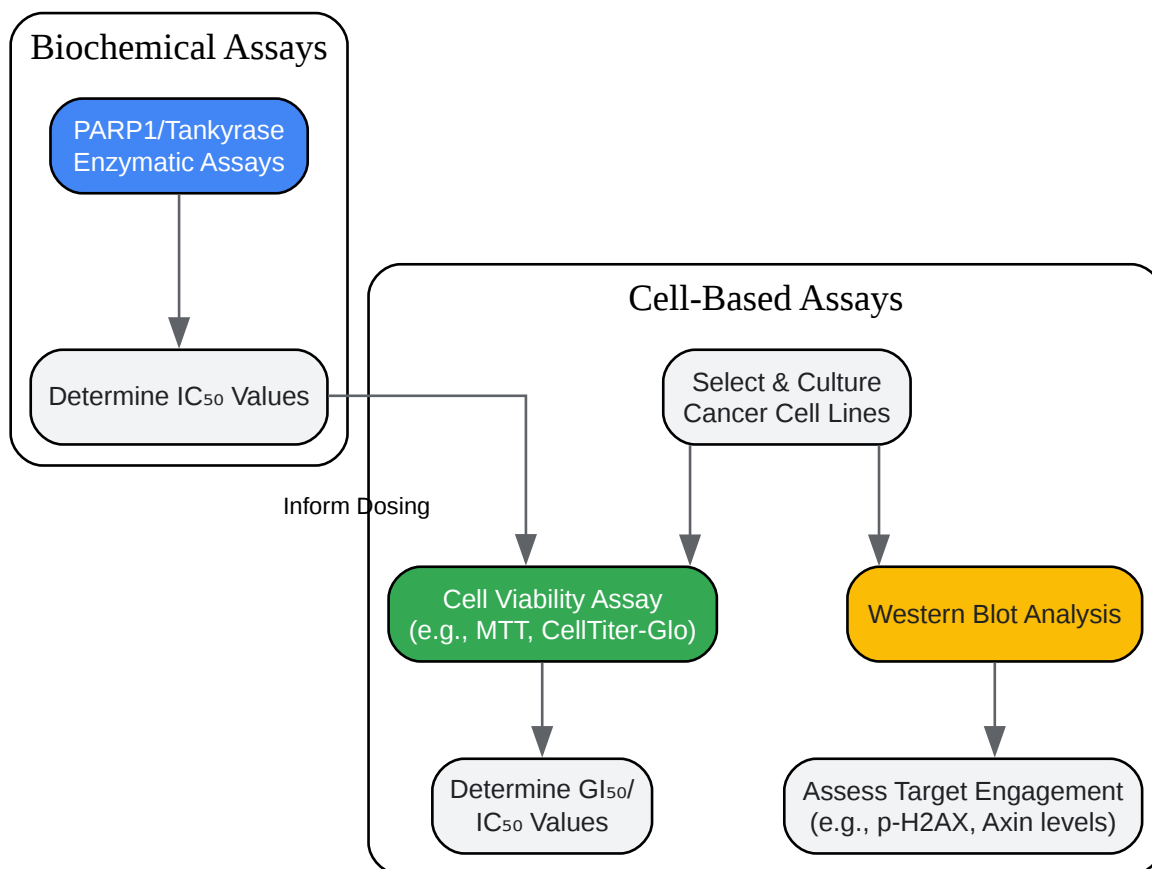 Biochemical Assays
PARP1/Tankyrase
Enzymatic Assays
Determine IC₅₀ Values
Inform Dosing
Cell-Based Assays
Select & Culture
Cancer Cell Lines
Cell Viability Assay
(e.g., MTT, CellTiter-Glo)
Western Blot Analysis
Determine GI₅₀/
IC₅₀ Values
Assess Target Engagement
(e.g., p-H2AX, Axin levels)